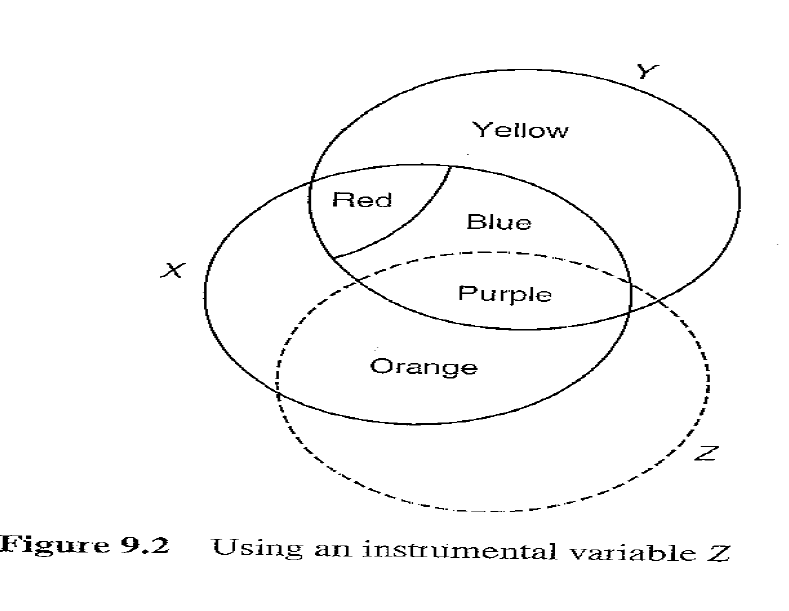 Y
Yellow
Red
Blue
X
Purple
Orange
Z
Figure 9.2 Using an instrumental variable Z